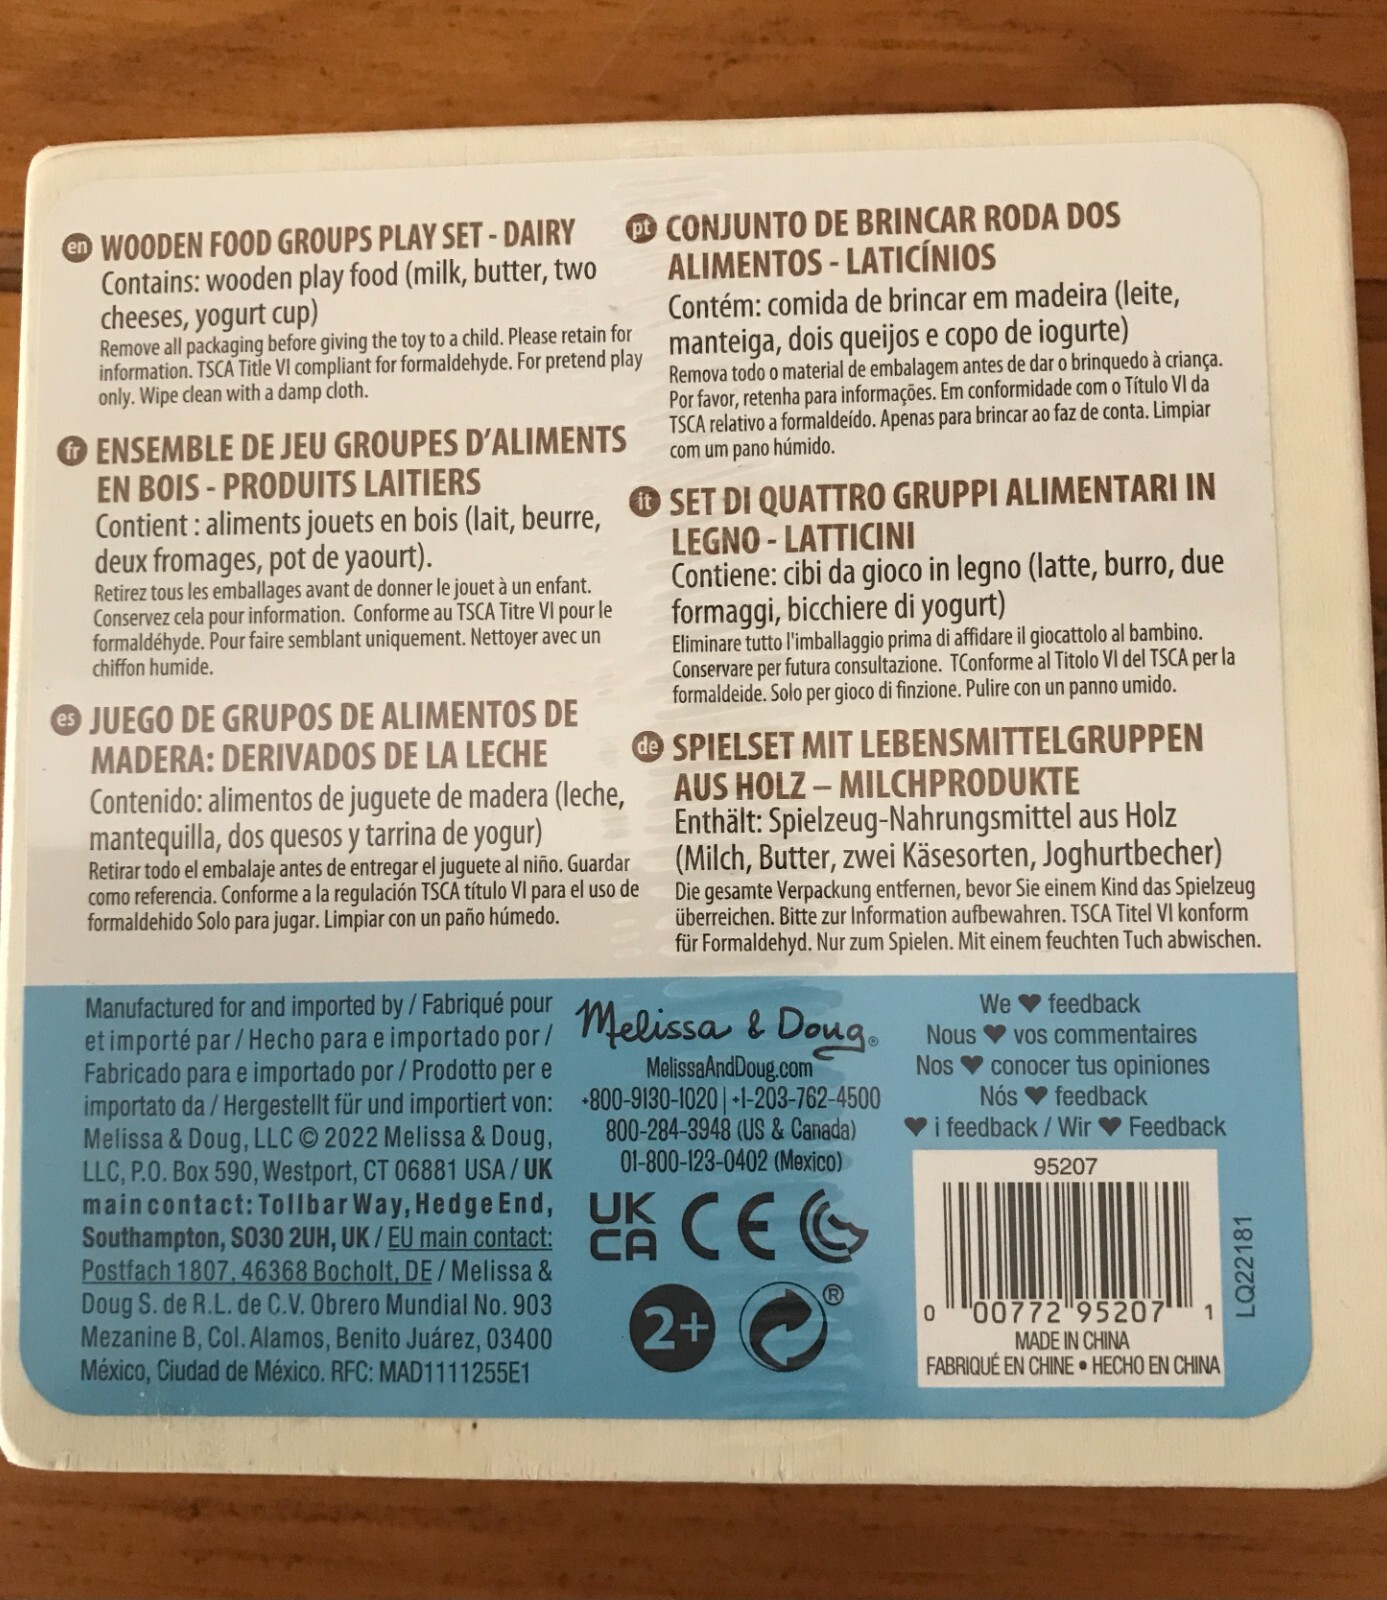 en WOODEN FOOD GROUPS PLAY SET - DAIRY
Contains: wooden play food (milk, butter, two
cheeses, yogurt cup)
Remove all packaging before giving the toy to a child. Please retain for
information. TSCA Title VI compliant for formaldehyde. For pretend play
only. Wipe clean with a damp cloth.
fr ENSEMBLE DE JEU GROUPES D'ALIMENTS
EN BOIS - PRODUITS LAITIERS
Contient : aliments jouets en bois (lait, beurre,
deux fromages, pot de yaourt).
Retirez tous les emballages avant de donner le jouet à un enfant.
Conservez cela pour information. Conforme au TSCA Titre VI pour le
formaldéhyde. Pour faire semblant uniquement. Nettoyer avec un
chiffon humide.
es JUEGO DE GRUPOS DE ALIMENTOS DE
MADERA: DERIVADOS DE LA LECHE
Contenido: alimentos de juguete de madera (leche,
mantequilla, dos quesos y tarrina de yogur)
Retirar todo el embalaje antes de entregar el juguete al niño. Guardar
como referencia. Conforme a la regulación TSCA título VI para el uso de
formaldehido Solo para jugar. Limpiar con un paño húmedo.
pt CONJUNTO DE BRINCAR RODA DOS
ALIMENTOS - LATICÍNIOS
Contém: comida de brincar em madeira (leite,
manteiga, dois queijos e copo de iogurte)
Remova todo o material de embalagem antes de dar o brinquedo à criança.
Por favor, retenha para informações. Em conformidade com o Título VI da
TSCA relativo a formaldeído. Apenas para brincar ao faz de conta. Limpiar
com um pano húmido.
it SET DI QUATTRO GRUPPI ALIMENTARI IN
LEGNO - LATTICINI
Contiene: cibi da gioco in legno (latte, burro, due
formaggi, bicchiere di yogurt)
Eliminare tutto l'imballaggio prima di affidare il giocattolo al bambino.
Conservare per futura consultazione. TConforme al Titolo VI del TSCA per la
formaldeide. Solo per gioco di finzione. Pulire con un panno umido.
de SPIELSET MIT LEBENSMITTELGRUPPEN
AUS HOLZ – MILCHPRODUKTE
Enthält: Spielzeug-Nahrungsmittel aus Holz
(Milch, Butter, zwei Käsesorten, Joghurtbecher)
Die gesamte Verpackung entfernen, bevor Sie einem Kind das Spielzeug
überreichen. Bitte zur Information aufbewahren. TSCA Titel VI konform
für Formaldehyd. Nur zum Spielen. Mit einem feuchten Tuch abwischen.
Manufactured for and imported by / Fabriqué pour
et importé par / Hecho para e importado por /
Fabricado para e importado por / Prodotto per e
importato da / Hergestellt für und importiert von:
Melissa & Doug, LLC © 2022 Melissa & Doug,
LLC, P.O. Box 590, Westport, CT 06881 USA / UK
main contact: Tollbar Way, Hedge End,
Southampton, SO30 2UH, UK / EU main contact:
Postfach 1807, 46368 Bocholt, DE / Melissa &
Doug S. de R.L. de C.V. Obrero Mundial No. 903
Mezanine B, Col. Alamos, Benito Juárez, 03400
México, Ciudad de México. RFC: MAD1111255E1
Melissa & Doug®
MelissaAndDoug.com
+800-9130-1020 | +1-203-762-4500
800-284-3948 (US & Canada)
01-800-123-0402 (Mexico)
UK
CA CE
2+ ®
We ♥ feedback
Nous ♥ vos commentaires
Nos ♥ conocer tus opiniones
Nós ♥ feedback
♥ i feedback / Wir ♥ Feedback
95207
0 00772 95207 1
MADE IN CHINA
FABRIQUÉ EN CHINE • HECHO EN CHINA
LQ22181